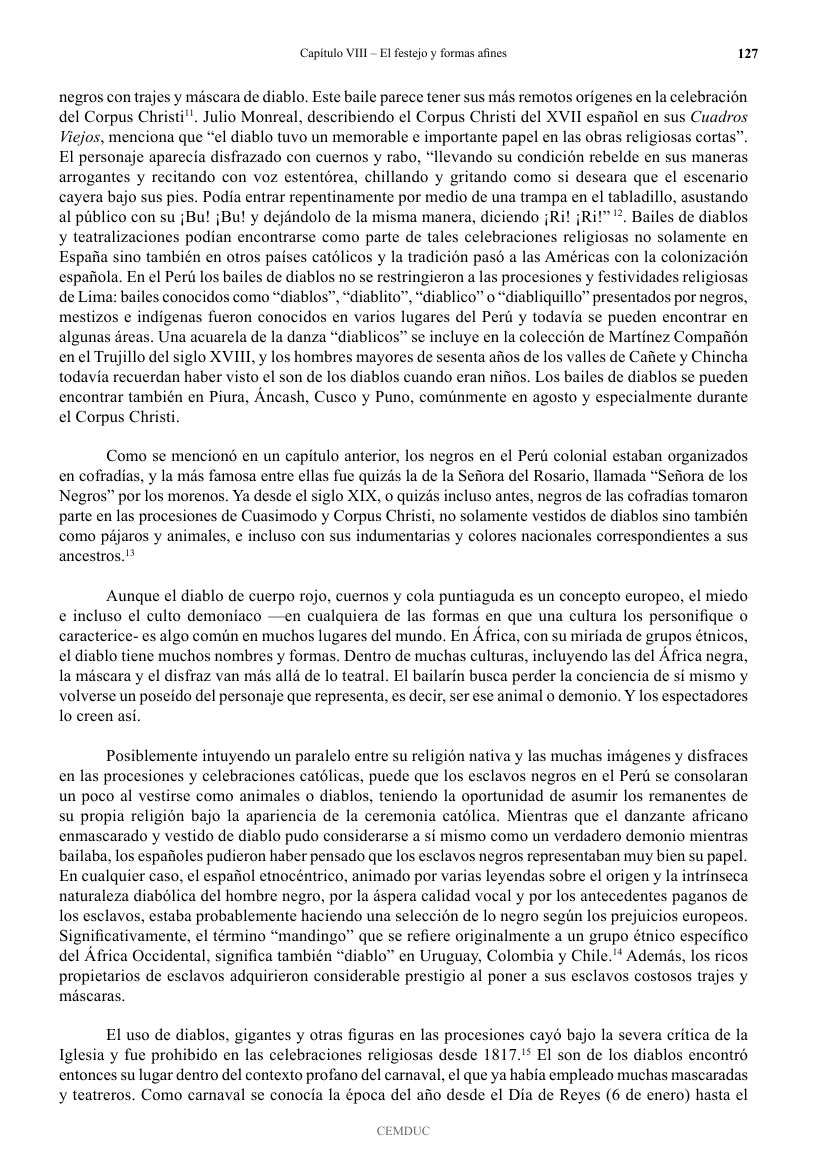 Capítulo VIII – El festejo y formas afines
127
negros con trajes y máscara de diablo. Este baile parece tener sus más remotos orígenes en la celebración
del Corpus Christi11. Julio Monreal, describiendo el Corpus Christi del XVII español en sus Cuadros
Viejos, menciona que “el diablo tuvo un memorable e importante papel en las obras religiosas cortas”.
El personaje aparecía disfrazado con cuernos y rabo, “llevando su condición rebelde en sus maneras
arrogantes y recitando con voz estentórea, chillando y gritando como si deseara que el escenario
cayera bajo sus pies. Podía entrar repentinamente por medio de una trampa en el tabladillo, asustando
al público con su ¡Bu! ¡Bu! y dejándolo de la misma manera, diciendo ¡Ri! ¡Ri!” 12. Bailes de diablos
y teatralizaciones podían encontrarse como parte de tales celebraciones religiosas no solamente en
España sino también en otros países católicos y la tradición pasó a las Américas con la colonización
española. En el Perú los bailes de diablos no se restringieron a las procesiones y festividades religiosas
de Lima: bailes conocidos como “diablos”, “diablito”, “diablico” o “diabliquillo” presentados por negros,
mestizos e indígenas fueron conocidos en varios lugares del Perú y todavía se pueden encontrar en
algunas áreas. Una acuarela de la danza “diablicos” se incluye en la colección de Martínez Compañón
en el Trujillo del siglo XVIII, y los hombres mayores de sesenta años de los valles de Cañete y Chincha
todavía recuerdan haber visto el son de los diablos cuando eran niños. Los bailes de diablos se pueden
encontrar también en Piura, Áncash, Cusco y Puno, comúnmente en agosto y especialmente durante
el Corpus Christi.
Como se mencionó en un capítulo anterior, los negros en el Perú colonial estaban organizados
en cofradías, y la más famosa entre ellas fue quizás la de la Señora del Rosario, llamada “Señora de los
Negros” por los morenos. Ya desde el siglo XIX, o quizás incluso antes, negros de las cofradías tomaron
parte en las procesiones de Cuasimodo y Corpus Christi, no solamente vestidos de diablos sino también
como pájaros y animales, e incluso con sus indumentarias y colores nacionales correspondientes a sus
ancestros.13
Aunque el diablo de cuerpo rojo, cuernos y cola puntiaguda es un concepto europeo, el miedo
e incluso el culto demoníaco —en cualquiera de las formas en que una cultura los personifique o
caracterice- es algo común en muchos lugares del mundo. En África, con su miríada de grupos étnicos,
el diablo tiene muchos nombres y formas. Dentro de muchas culturas, incluyendo las del África negra,
la máscara y el disfraz van más allá de lo teatral. El bailarín busca perder la conciencia de sí mismo y
volverse un poseído del personaje que representa, es decir, ser ese animal o demonio. Y los espectadores
lo creen así.
Posiblemente intuyendo un paralelo entre su religión nativa y las muchas imágenes y disfraces
en las procesiones y celebraciones católicas, puede que los esclavos negros en el Perú se consolaran
un poco al vestirse como animales o diablos, teniendo la oportunidad de asumir los remanentes de
su propia religión bajo la apariencia de la ceremonia católica. Mientras que el danzante africano
enmascarado y vestido de diablo pudo considerarse a sí mismo como un verdadero demonio mientras
bailaba, los españoles pudieron haber pensado que los esclavos negros representaban muy bien su papel.
En cualquier caso, el español etnocéntrico, animado por varias leyendas sobre el origen y la intrínseca
naturaleza diabólica del hombre negro, por la áspera calidad vocal y por los antecedentes paganos de
los esclavos, estaba probablemente haciendo una selección de lo negro según los prejuicios europeos.
Significativamente, el término “mandingo” que se refiere originalmente a un grupo étnico específico
del África Occidental, significa también “diablo” en Uruguay, Colombia y Chile.14 Además, los ricos
propietarios de esclavos adquirieron considerable prestigio al poner a sus esclavos costosos trajes y
máscaras.
El uso de diablos, gigantes y otras figuras en las procesiones cayó bajo la severa crítica de la
Iglesia y fue prohibido en las celebraciones religiosas desde 1817.15 El son de los diablos encontró
entonces su lugar dentro del contexto profano del carnaval, el que ya había empleado muchas mascaradas
y teatreros. Como carnaval se conocía la época del año desde el Día de Reyes (6 de enero) hasta el
CEMDUC